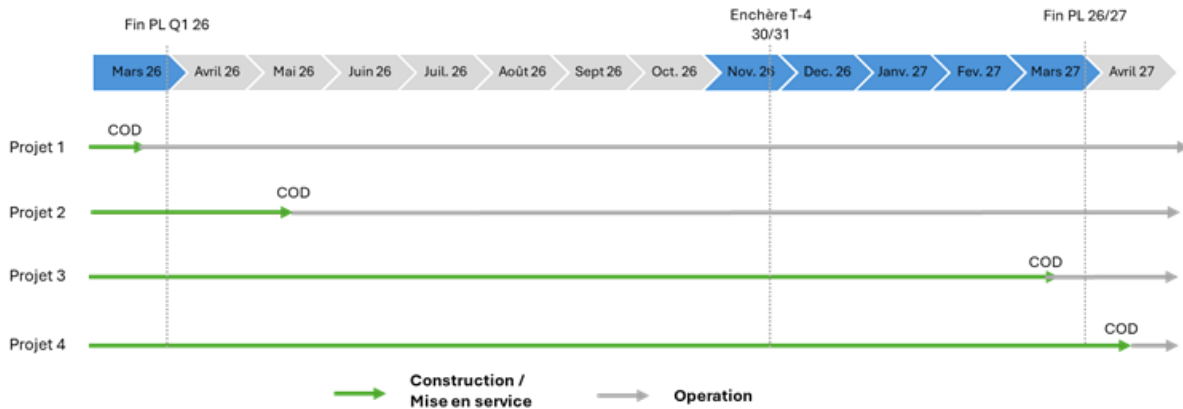 Fin PL Q1 26
Enchère T-4
30/31
Fin PL 26/27
Mars 26
Avril 26
Mai 26
Juin 26
Juil. 26
Août 26
Sept 26
Oct. 26
Nov. 26
Dec. 26
Janv. 27
Fev. 27
Mars 27
Avril 27
COD
Projet 1
COD
Projet 2
COD
Projet 3
COD
Projet 4
Construction /
Mise en service
Operation